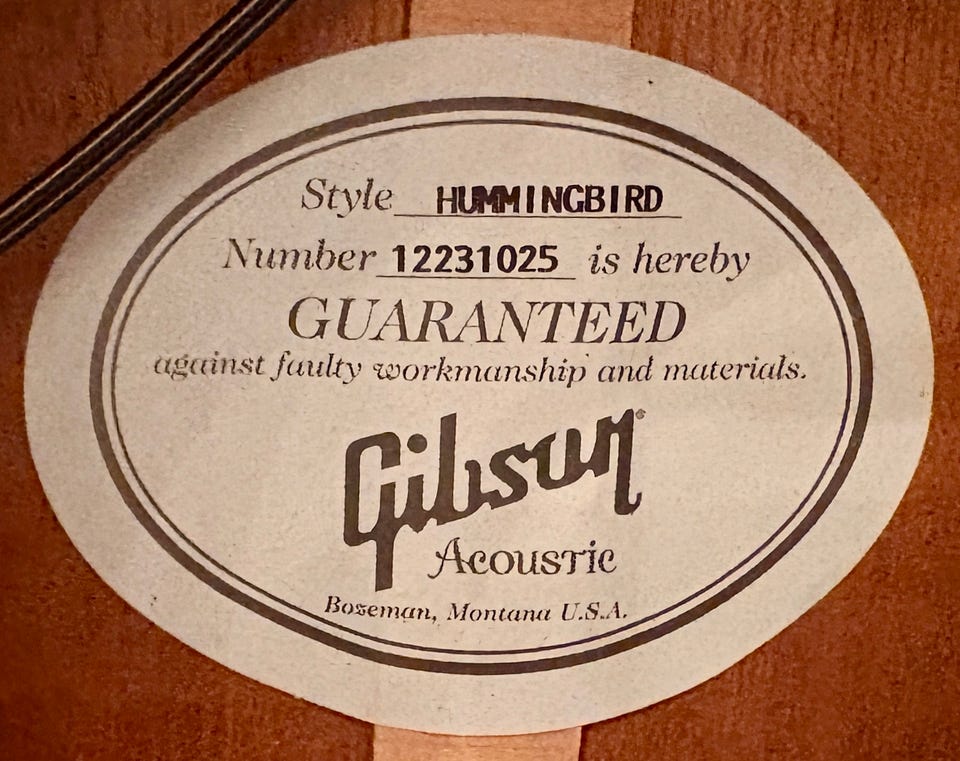 Style HUMMINGBIRD
Number 12231025 is hereby
GUARANTEED
against faulty workmanship and materials.
Gibson
Acoustic
Bozeman, Montana U.S.A.